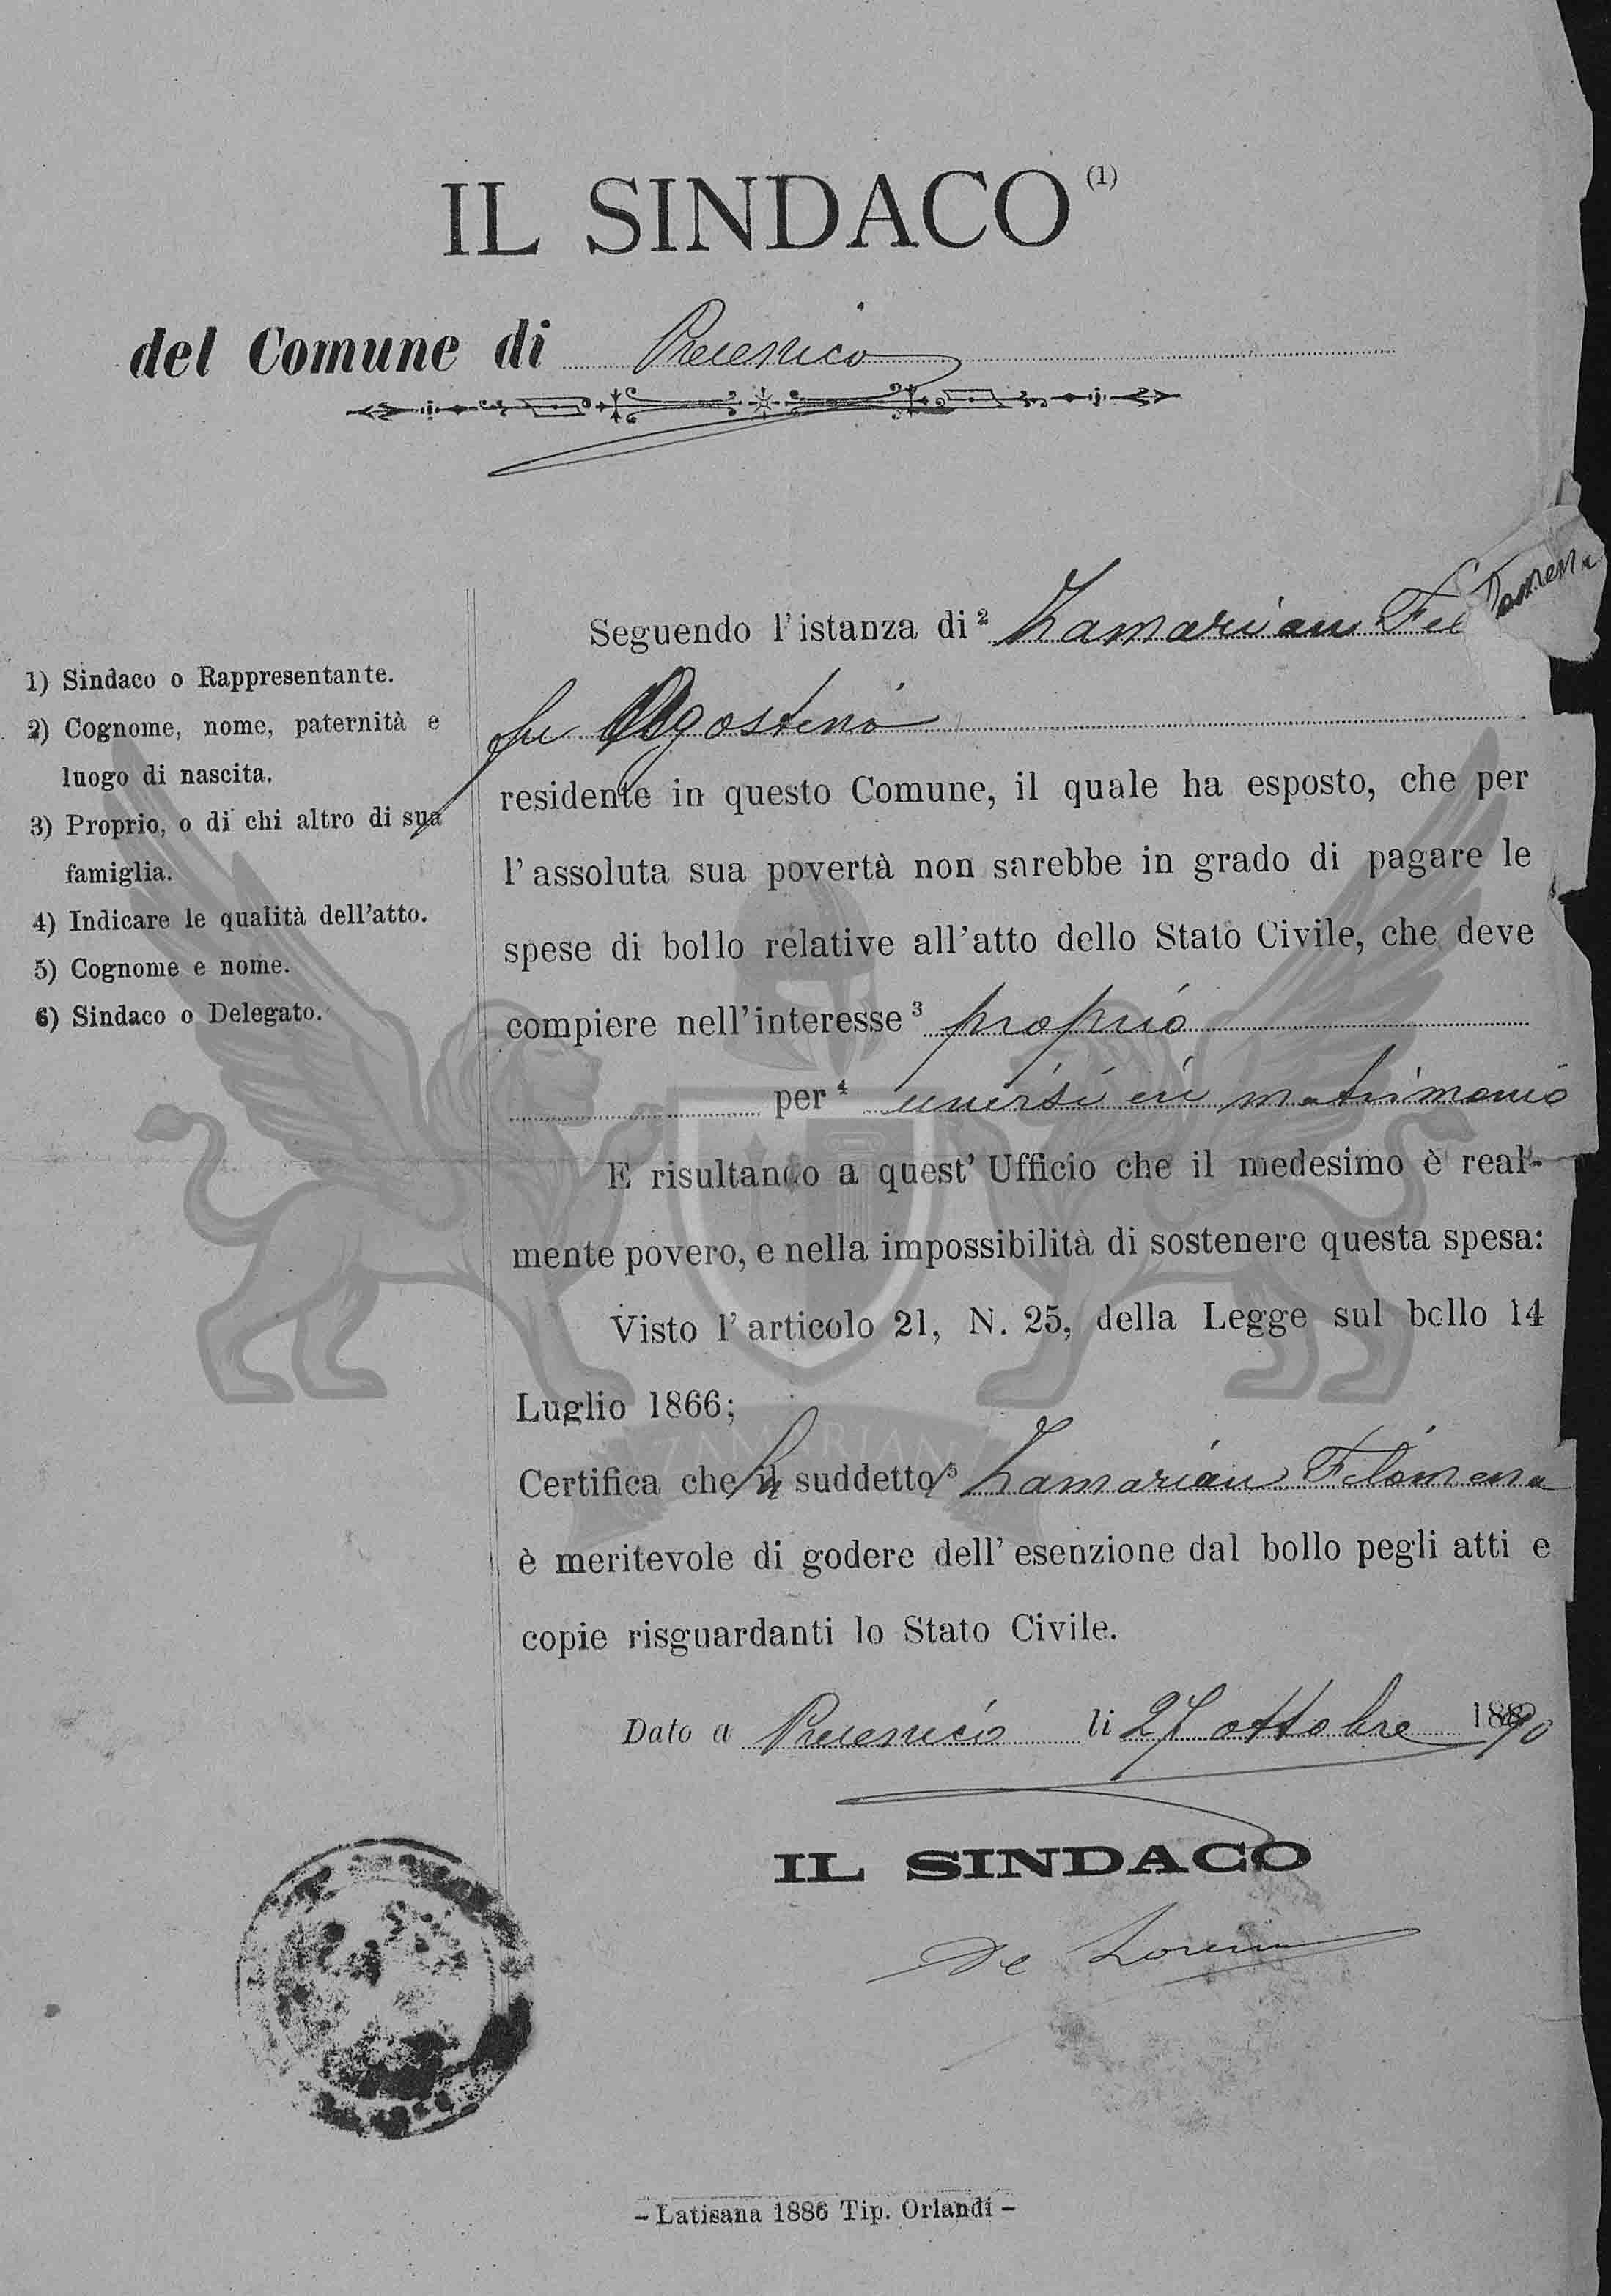 IL SINDACO (1)
del Comune di Precenico
Seguendo l'istanza di ² Zamarian Filomena
fu Agostino
residente in questo Comune, il quale ha esposto, che per
l'assoluta sua povertà non sarebbe in grado di pagare le
spese di bollo relative all'atto dello Stato Civile, che deve
compiere nell'interesse ³ proprio
per ⁴ unirsi in matrimonio
E risultando a quest' Ufficio che il medesimo è real-
mente povero, e nella impossibilità di sostenere questa spesa:
Visto l'articolo 21, N. 25, della Legge sul bollo 14
Luglio 1866;
Certifica che la suddetta ⁵ Zamarian Filomena
è meritevole di godere dell' esenzione dal bollo pegli atti e
copie risguardanti lo Stato Civile.
Dato a Precenico li 27 ottobre 1890
IL SINDACO
De Lorenz
1) Sindaco o Rappresentante.
2) Cognome, nome, paternità e
luogo di nascita.
3) Proprio, o di chi altro di sua
famiglia.
4) Indicare le qualità dell'atto.
5) Cognome e nome.
6) Sindaco o Delegato.
ZAMARIAN
– Latisana 1886 Tip. Orlandi –